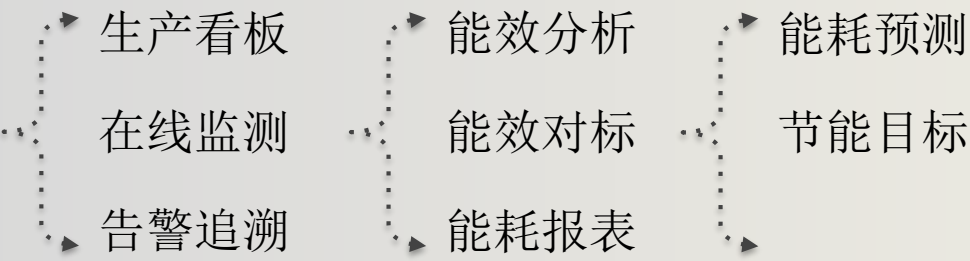 生产看板
在线监测
告警追溯
能效分析
能效对标
能耗报表
能耗预测
节能目标